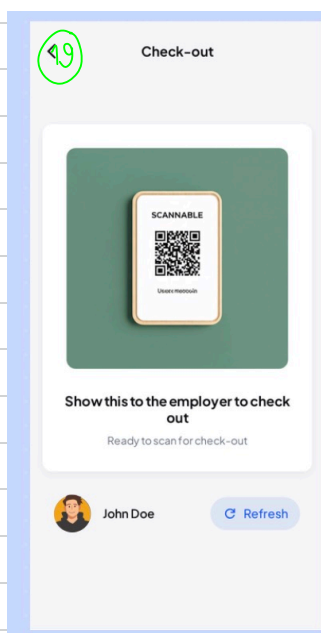 19
Check-out
SCANNABLE
Show this to the employer to check
out
Ready to scan for check-out
John Doe
Refresh